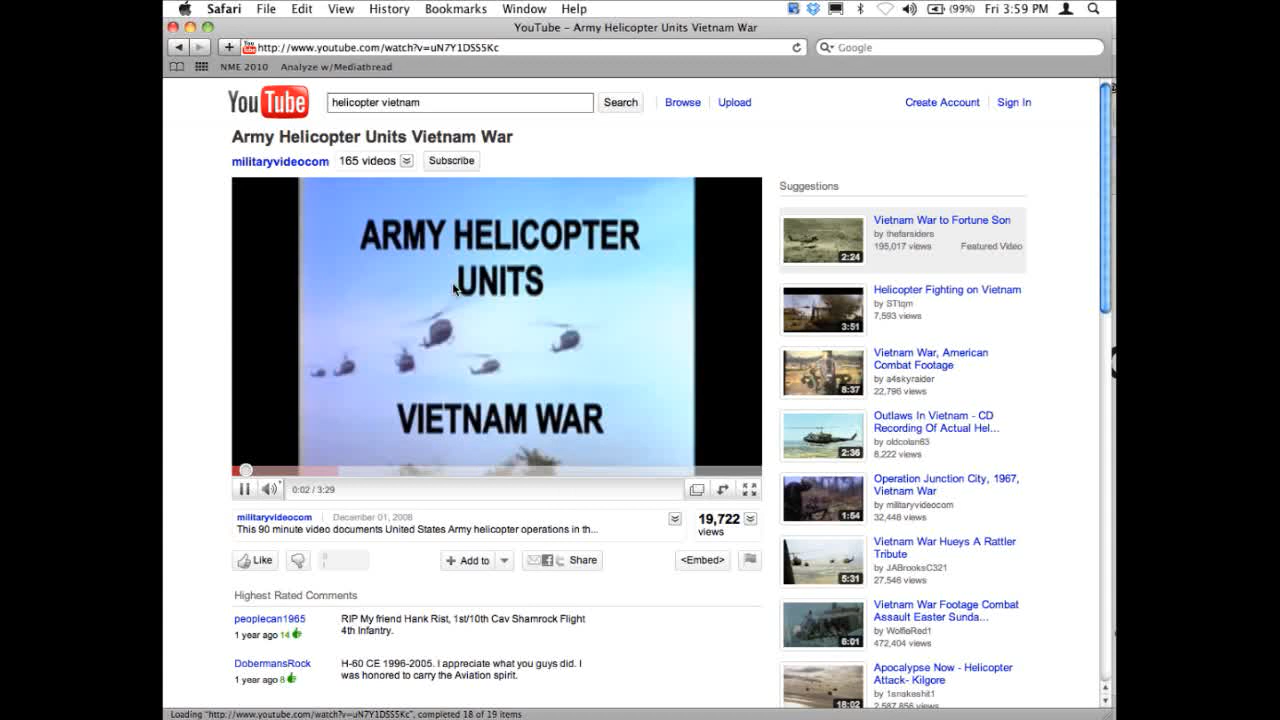 Safari File Edit View History Bookmarks Window Help (99%) Fri 3:59 PM
YouTube - Army Helicopter Units Vietnam War
http://www.youtube.com/watch?v=uN7Y1DSS5Kc Google
NME 2010 Analyze w/Mediathread
YouTube helicopter vietnam Search Browse Upload Create Account Sign In
Army Helicopter Units Vietnam War
militaryvideocom 165 videos Subscribe
ARMY HELICOPTER
UNITS
VIETNAM WAR
0:02 / 3:29
militaryvideocom December 01, 2008
This 90 minute video documents United States Army helicopter operations in th...
19,722
views
Like Add to Share <Embed>
Highest Rated Comments
peoplecan1965 RIP My friend Hank Rist, 1st/10th Cav Shamrock Flight
1 year ago 14 4th Infantry.
DobermansRock H-60 CE 1996-2005. I appreciate what you guys did. I
1 year ago 8 was honored to carry the Aviation spirit.
Suggestions
Vietnam War to Fortune Son
by thefarsiders
195,017 views Featured Video
2:24
Helicopter Fighting on Vietnam
by STtqm
7,593 views
3:51
Vietnam War, American
Combat Footage
by a4skyraider
22,796 views
8:37
Outlaws In Vietnam - CD
Recording Of Actual Hel...
by oldcolan63
8,222 views
2:36
Operation Junction City, 1967,
Vietnam War
by militaryvideocom
32,448 views
1:54
Vietnam War Hueys A Rattler
Tribute
by JABrooksC321
27,546 views
5:31
Vietnam War Footage Combat
Assault Easter Sunda...
by WolfieRed1
472,404 views
6:01
Apocalypse Now - Helicopter
Attack- Kilgore
by 1snakeshit1
2,587,856 views
18:02
Loading "http://www.youtube.com/watch?v=uN7Y1DSS5Kc", completed 18 of 19 items